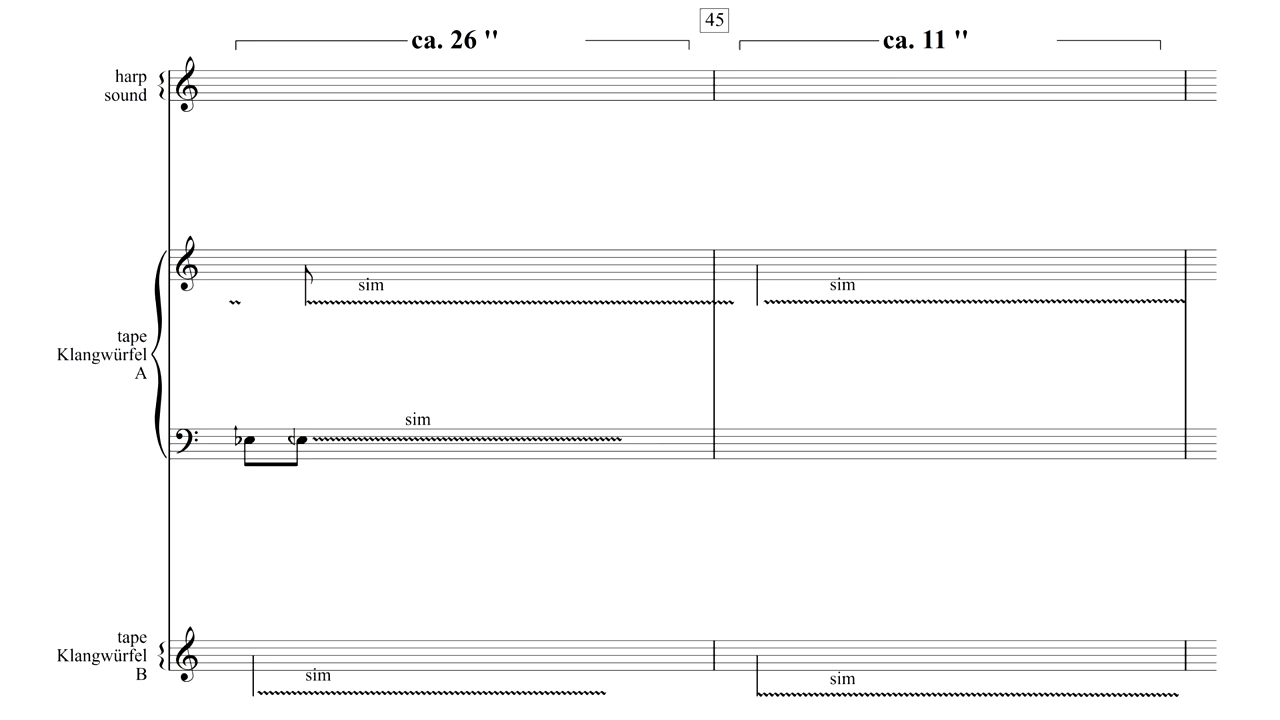 45
ca. 26 "
ca. 11 "
harp
sound
sim
sim
tape
Klangwürfel
A
sim
tape
Klangwürfel
B
sim
sim